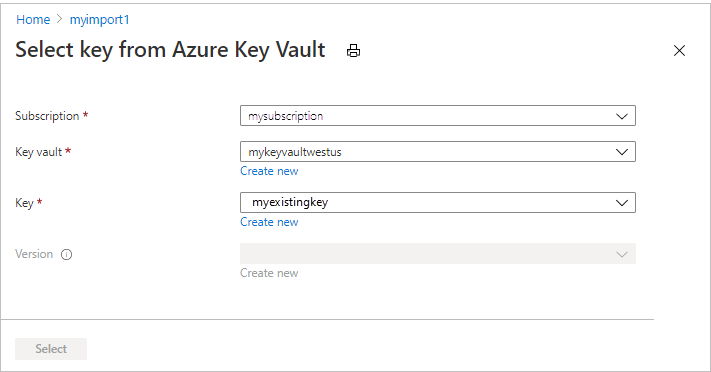 Home > myimport1
Select key from Azure Key Vault
Subscription * mysubscription
Key vault * mykeyvaultwestus
Create new
Key * myexistingkey
Create new
Version
Create new
Select